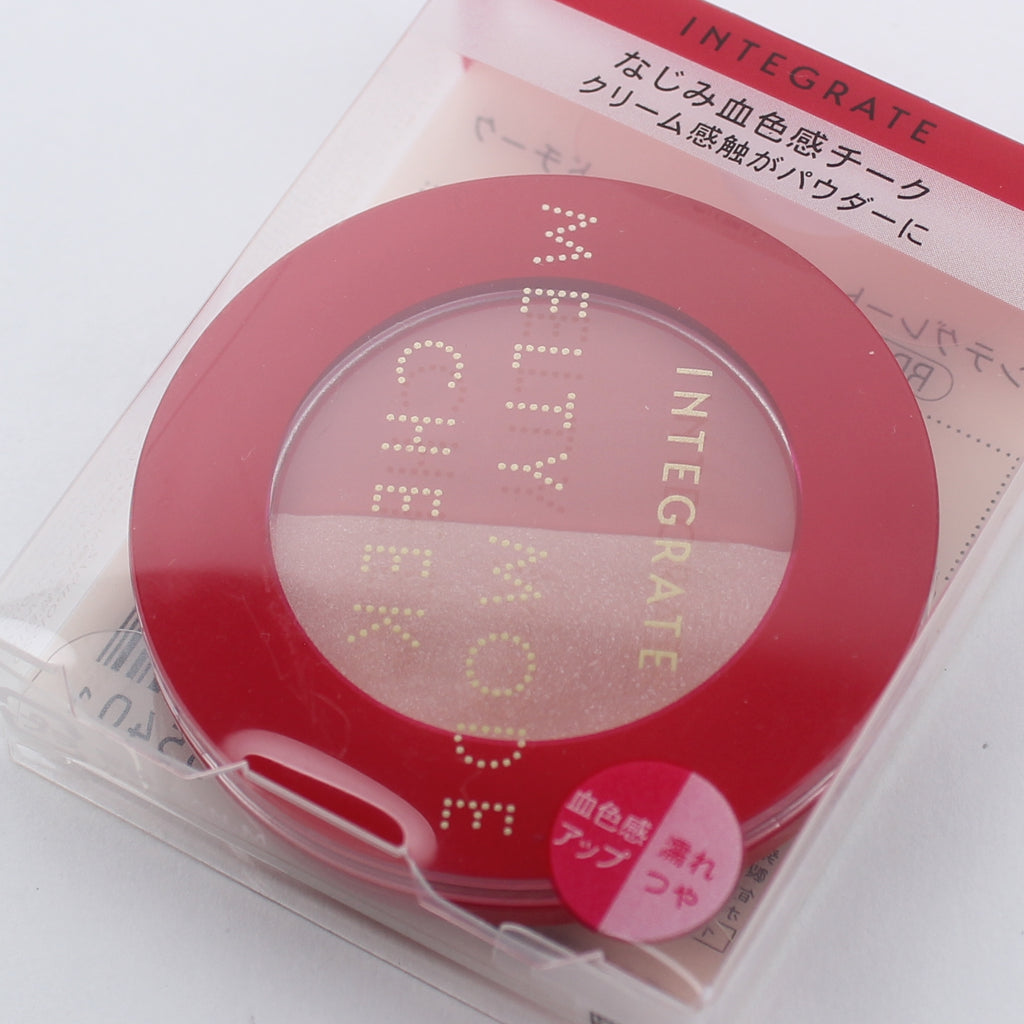 INTEGRATE
なじみ血色感チーク
クリーム感触がパウダーに
INTEGRATE
MELTY MODE
CHEEK
血色感
アップ
濡れ
つや